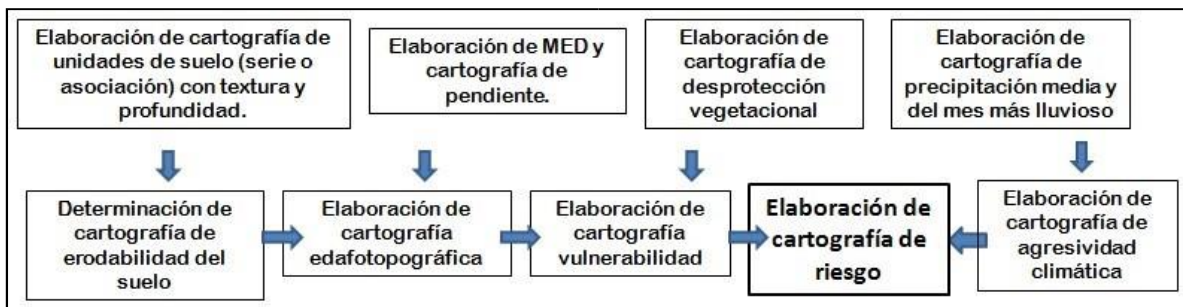 Elaboración de cartografía de
unidades de suelo (serie o
asociación) con textura y
profundidad.
Elaboración de MED y
cartografía de
pendiente.
Elaboración de
cartografía de
desprotección
vegetacional
Elaboración de
cartografía de
precipitación media y
del mes más lluvioso
Determinación de
cartografía de
erodabilidad del
suelo
Elaboración de
cartografía
edafotopográfica
Elaboración de
cartografía
vulnerabilidad
Elaboración de
cartografía de
riesgo
Elaboración de
cartografía de
agresividad
climática